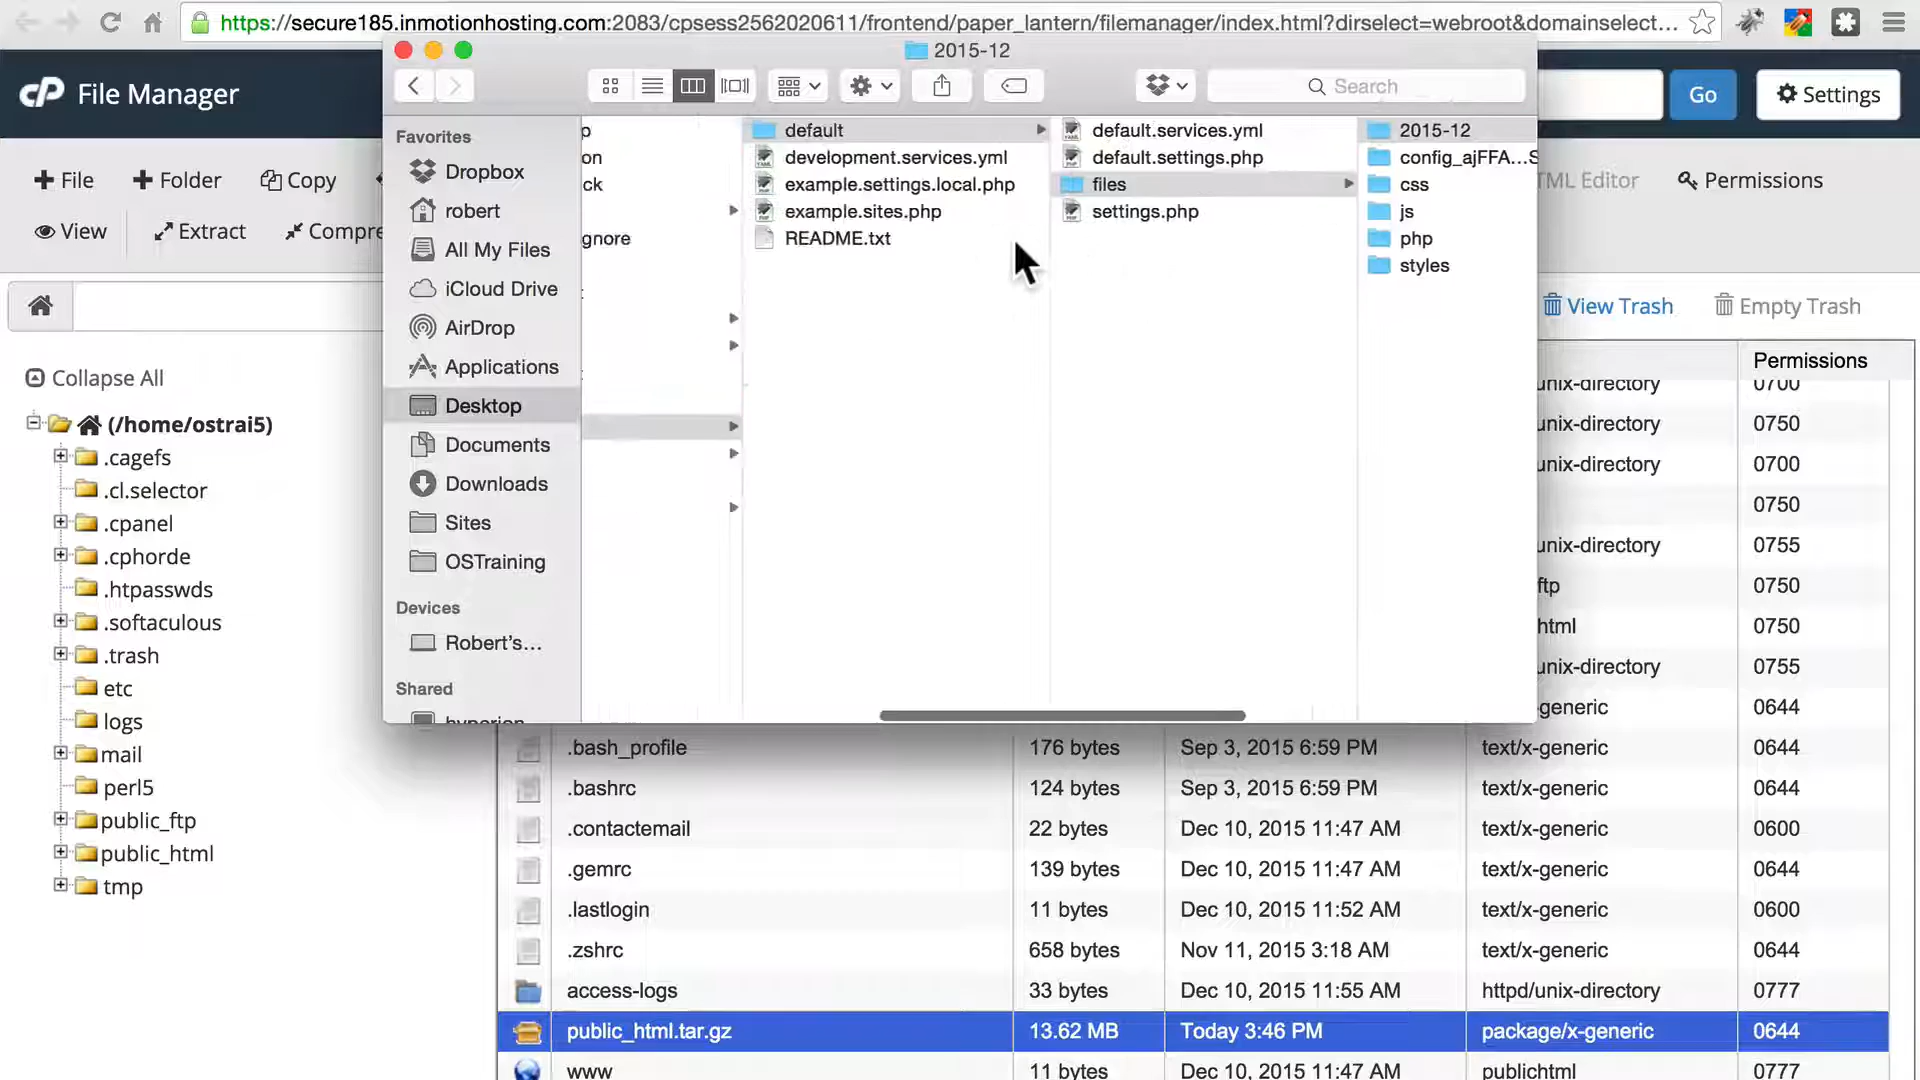 https://secure185.inmotionhosting.com:2083/cpsess2562020611/frontend/paper_lantern/filemanager/index.html?dirselect=webroot&domainselect...
2015-12
cP File Manager
Search
Go
Settings
File
Folder
Copy
TML Editor
Permissions
View
Extract
Compre
View Trash
Empty Trash
Collapse All
(/home/ostrai5)
.cagefs
.cl.selector
.cpanel
.cphorde
.htpasswds
.softaculous
.trash
etc
logs
mail
perl5
public_ftp
public_html
tmp
Favorites
Dropbox
robert
All My Files
iCloud Drive
AirDrop
Applications
Desktop
Documents
Downloads
Sites
OSTraining
Devices
Robert's...
Shared
hyperion
p
on
ck
gnore
default
development.services.yml
example.settings.local.php
example.sites.php
README.txt
default.services.yml
default.settings.php
files
settings.php
2015-12
config_ajFFA...S
css
js
php
styles
Permissions
unix-directory 0700
unix-directory 0750
unix-directory 0700
0750
unix-directory 0755
ftp 0750
html 0750
unix-directory 0755
generic 0644
.bash_profile 176 bytes Sep 3, 2015 6:59 PM text/x-generic 0644
.bashrc 124 bytes Sep 3, 2015 6:59 PM text/x-generic 0644
.contactemail 22 bytes Dec 10, 2015 11:47 AM text/x-generic 0600
.gemrc 139 bytes Dec 10, 2015 11:47 AM text/x-generic 0644
.lastlogin 11 bytes Dec 10, 2015 11:52 AM text/x-generic 0600
.zshrc 658 bytes Nov 11, 2015 3:18 AM text/x-generic 0644
access-logs 33 bytes Dec 10, 2015 11:55 AM httpd/unix-directory 0777
public_html.tar.gz 13.62 MB Today 3:46 PM package/x-generic 0644
www 11 bytes Dec 10, 2015 11:47 AM publichtml 0777